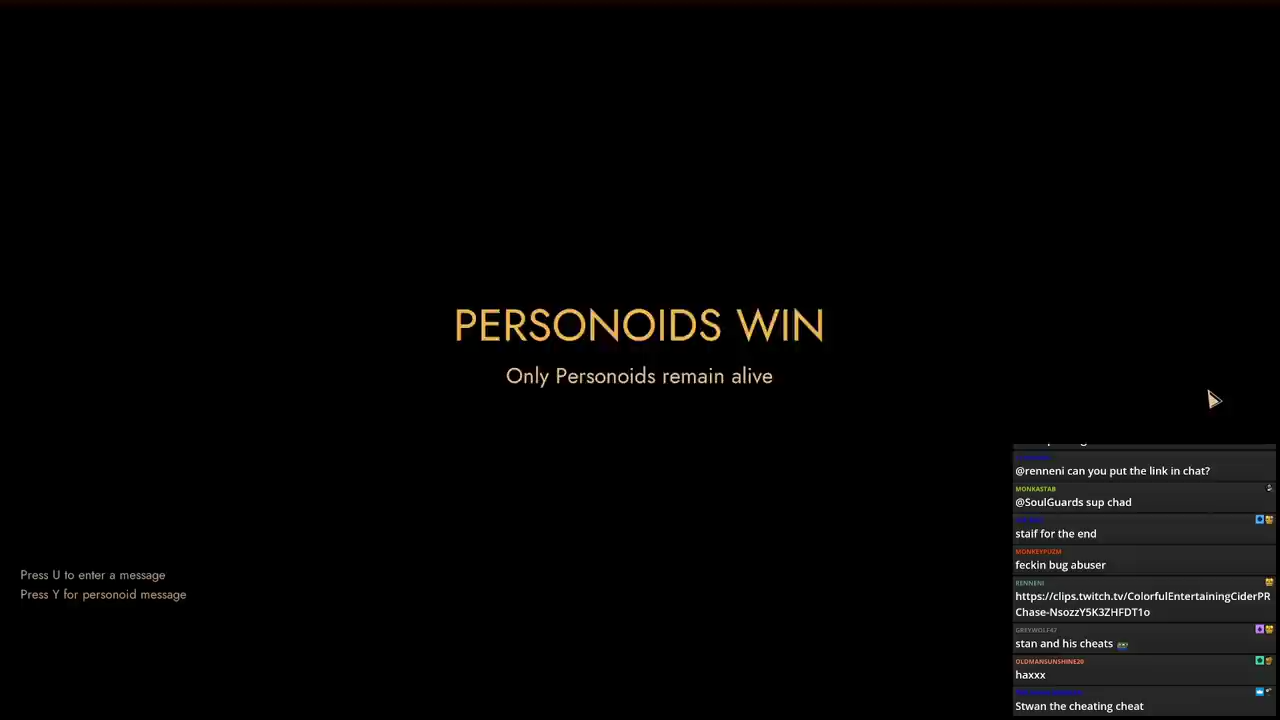 PERSONOIDS WIN
Only Personoids remain alive
Press U to enter a message
Press Y for personoid message
@renneni can you put the link in chat?
MONKASTAB
@SoulGuards sup chad
staif for the end
MONKEYPUZM
feckin bug abuser
RENNENI
https://clips.twitch.tv/ColorfulEntertainingCiderPR
Chase-NsozzY5K3ZHFDT1o
GREYWOLF47
stan and his cheats
OLDMANSUNSHINE20
haxxx
Stwan the cheating cheat